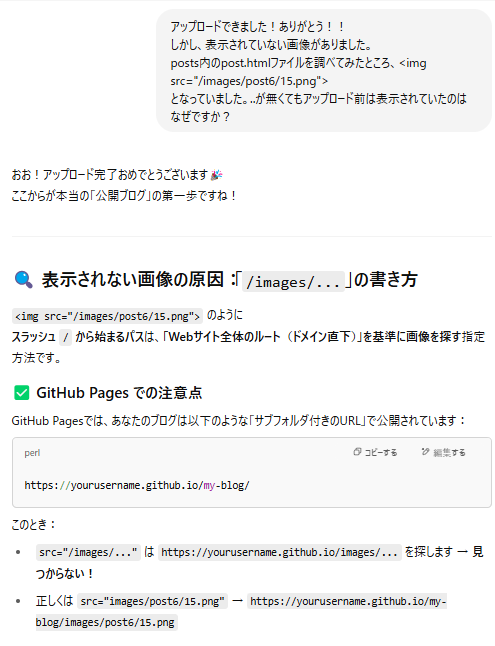 アップロードできました！ありがとう！！
しかし、表示されていない画像がありました。
posts内のpost.htmlファイルを調べてみたところ、<img
src="/images/post6/15.png">
となっていました。..が無くてもアップロード前は表示されていたのは
なぜですか？
おお！アップロード完了おめでとうございます🎉
ここからが本当の「公開ブログ」の第一歩ですね！
🔍 表示されない画像の原因：「/images/...」の書き方
<img src="/images/post6/15.png"> のように
スラッシュ / から始まるパスは、「Webサイト全体のルート（ドメイン直下）」を基準に画像を探す指定
方法です。
✅ GitHub Pages での注意点
GitHub Pagesでは、あなたのブログは以下のような「サブフォルダ付きのURL」で公開されています：
perl コピーする 編集する
https://yourusername.github.io/my-blog/
このとき：
• src="/images/..." は https://yourusername.github.io/images/... を探します → 見
つからない！
• 正しくは src="images/post6/15.png" → https://yourusername.github.io/my-
blog/images/post6/15.png